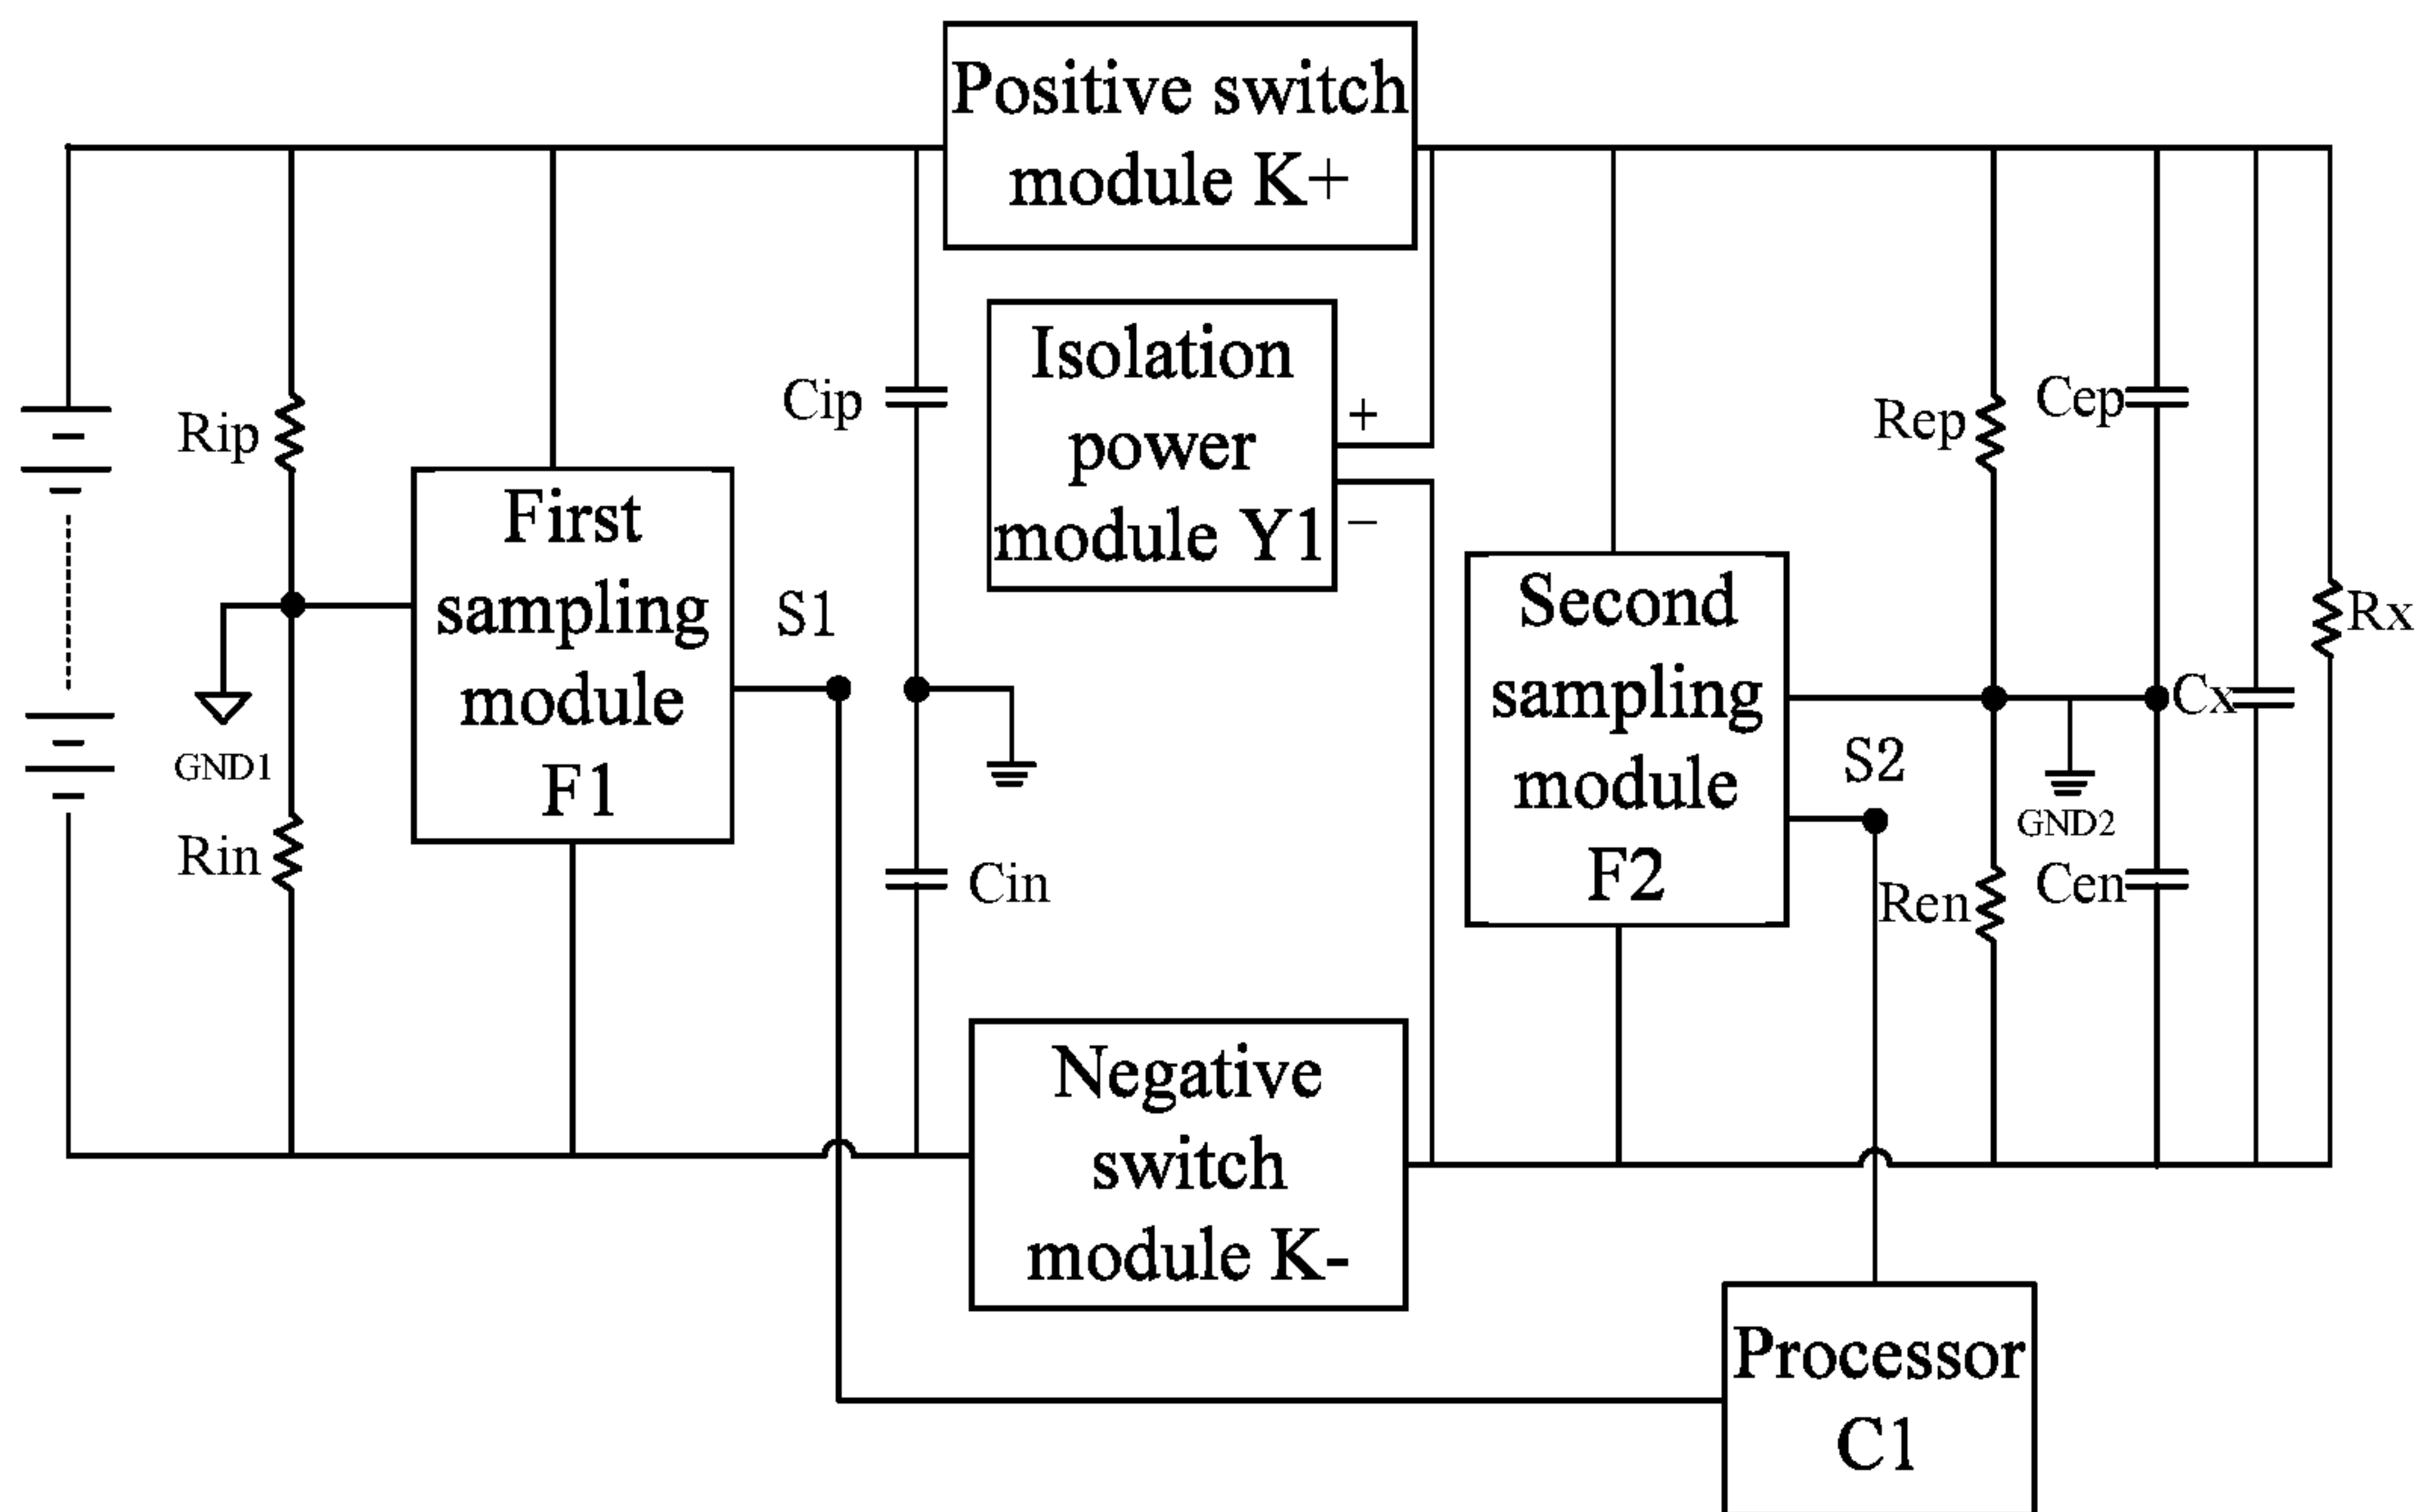 Positive switch
module K+
Isolation
power
module Y1
+
−
Rip
GND1
Rin
First
sampling
module
F1
S1
Cip
Cin
Second
sampling
module
F2
S2
Rep
Ren
GND2
Cep
Cen
Cx
Rx
Negative
switch
module K-
Processor
C1